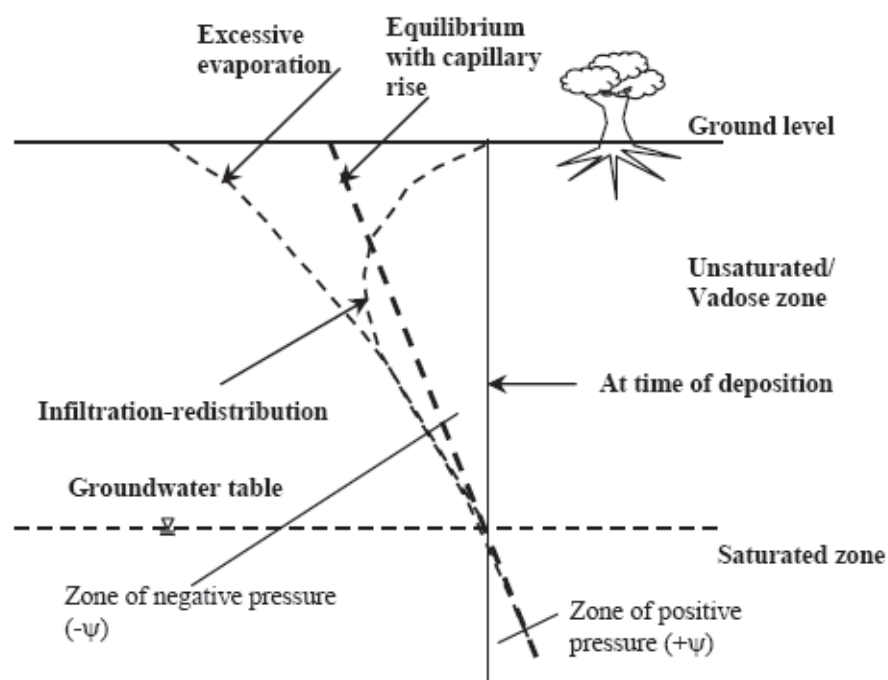 Excessive
evaporation
Equilibrium
with capillary
rise
Ground level
Unsaturated/
Vadose zone
At time of deposition
Infiltration-redistribution
Groundwater table
Saturated zone
Zone of negative pressure
(-ψ)
Zone of positive
pressure (+ψ)